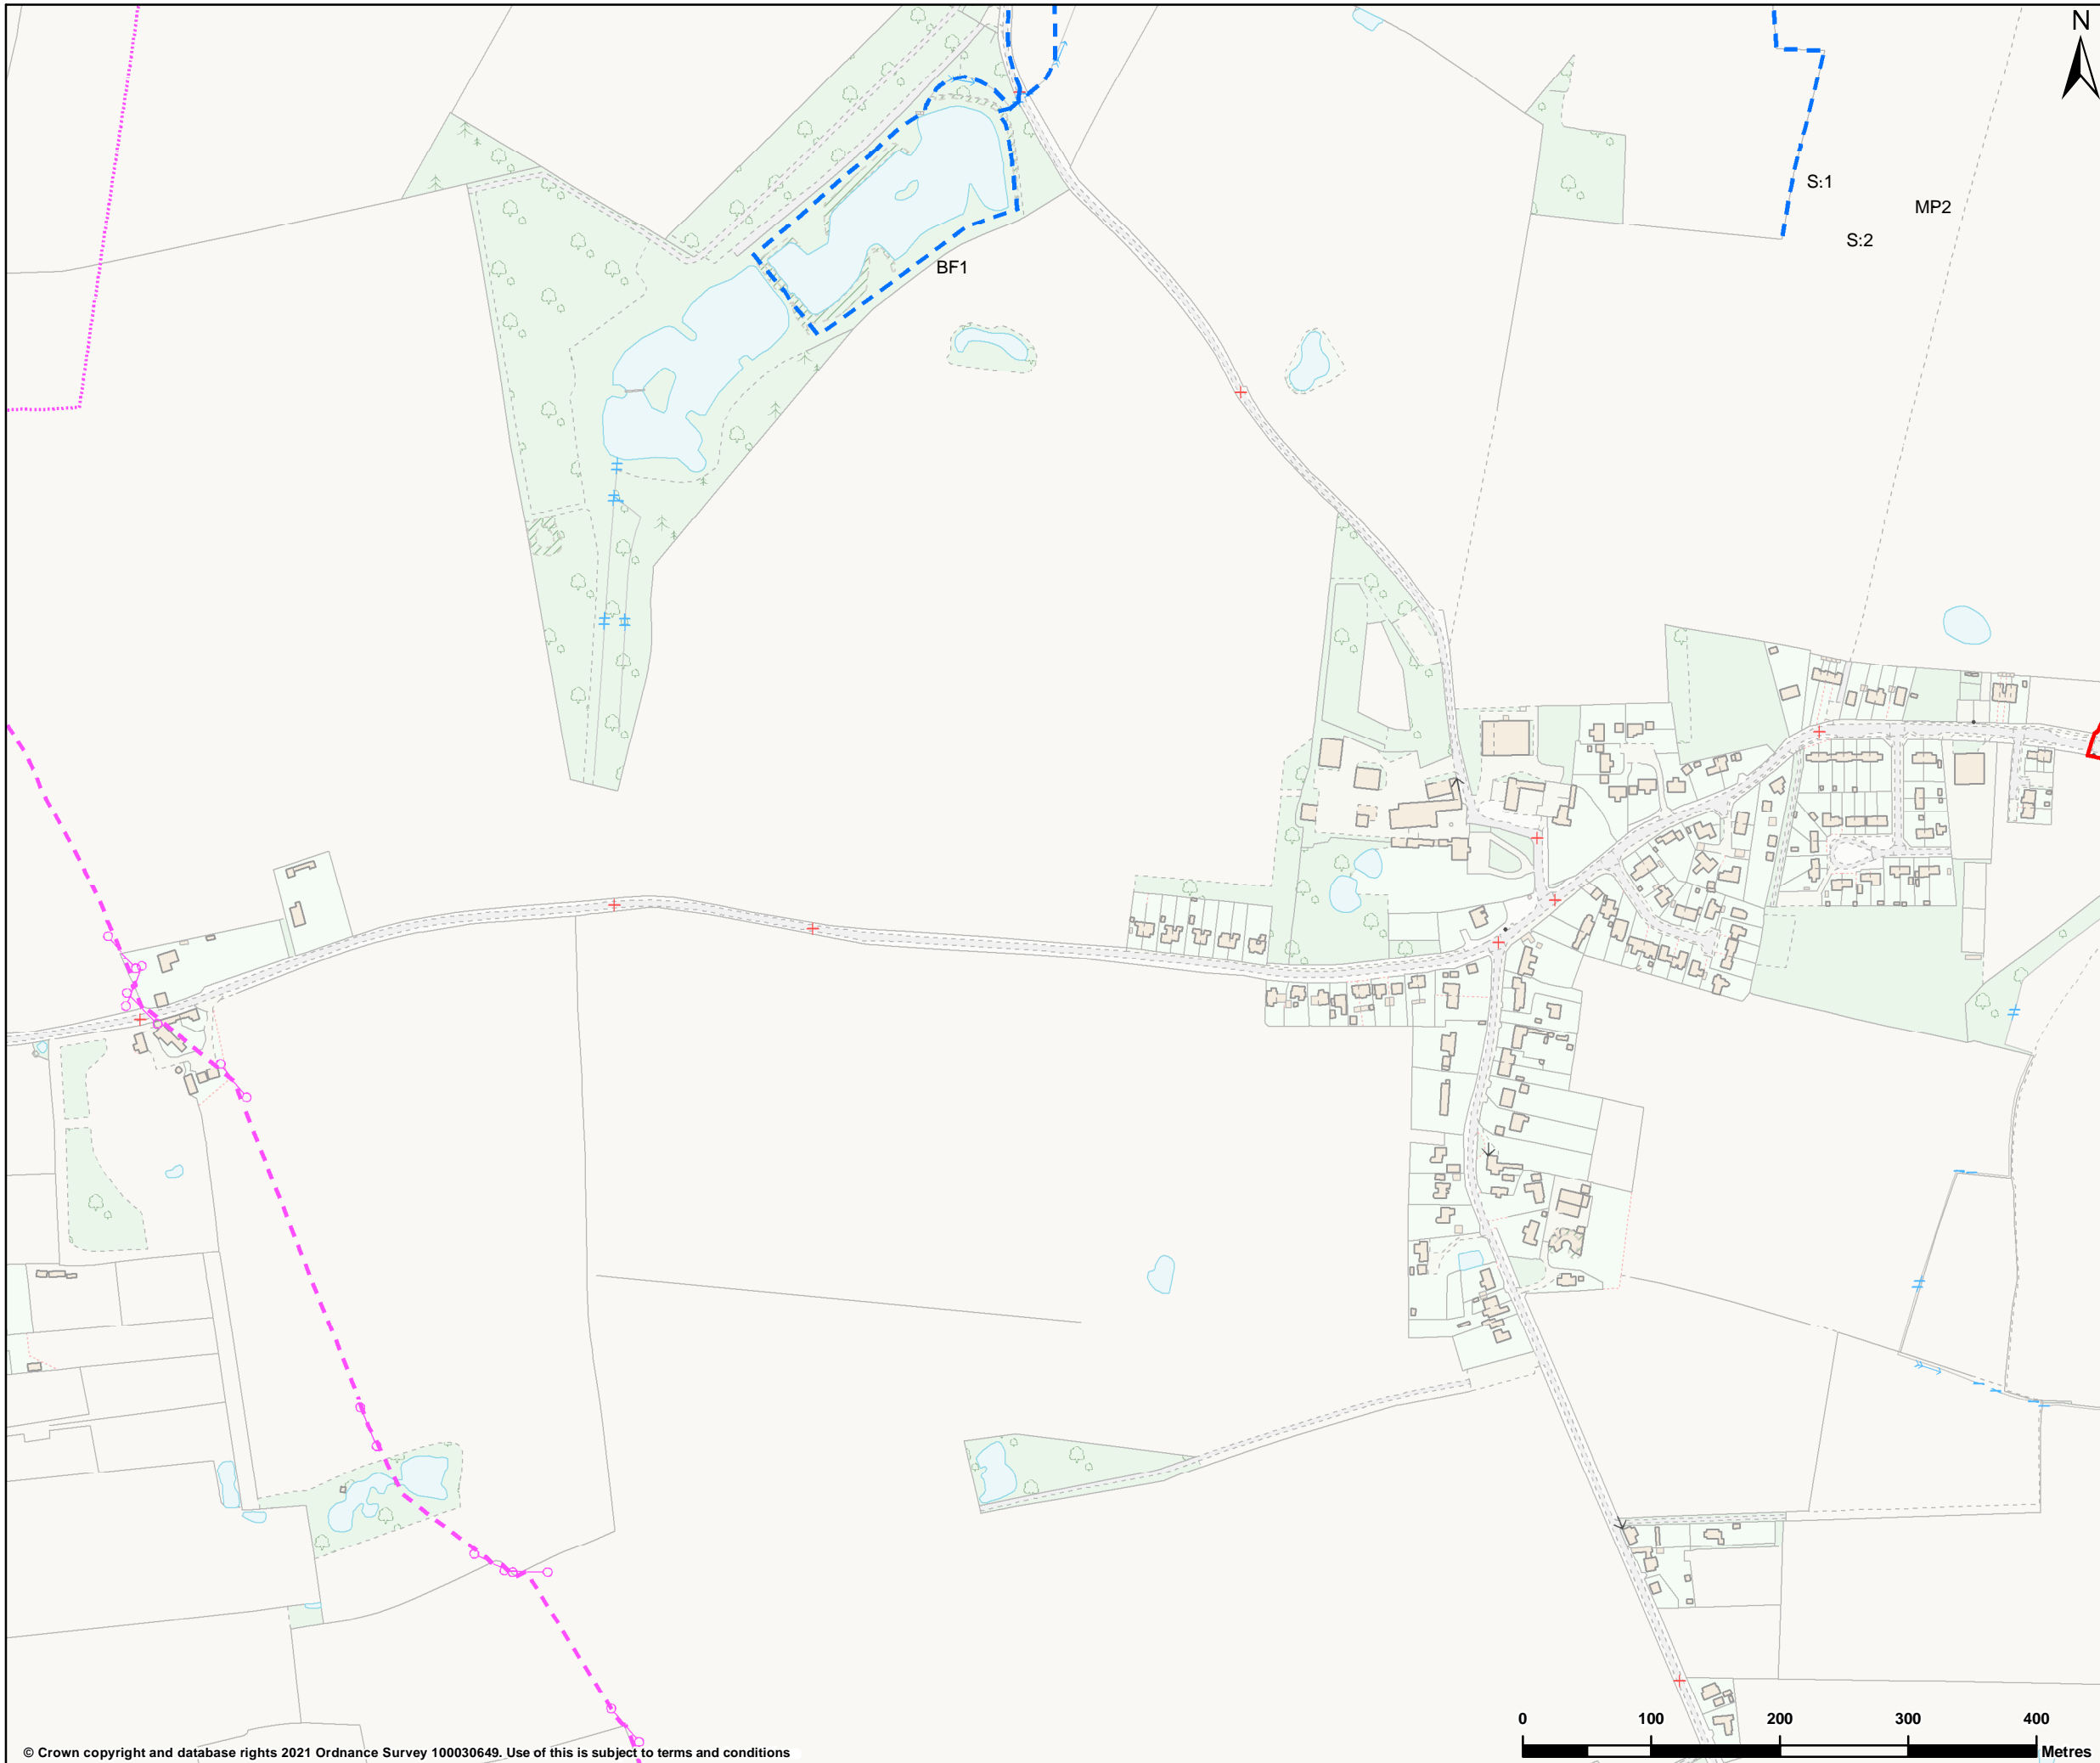 N
S:1
MP2
S:2
BF1
0 100 200 300 400
Metres
© Crown copyright and database rights 2021 Ordnance Survey 100030649. Use of this is subject to terms and conditions